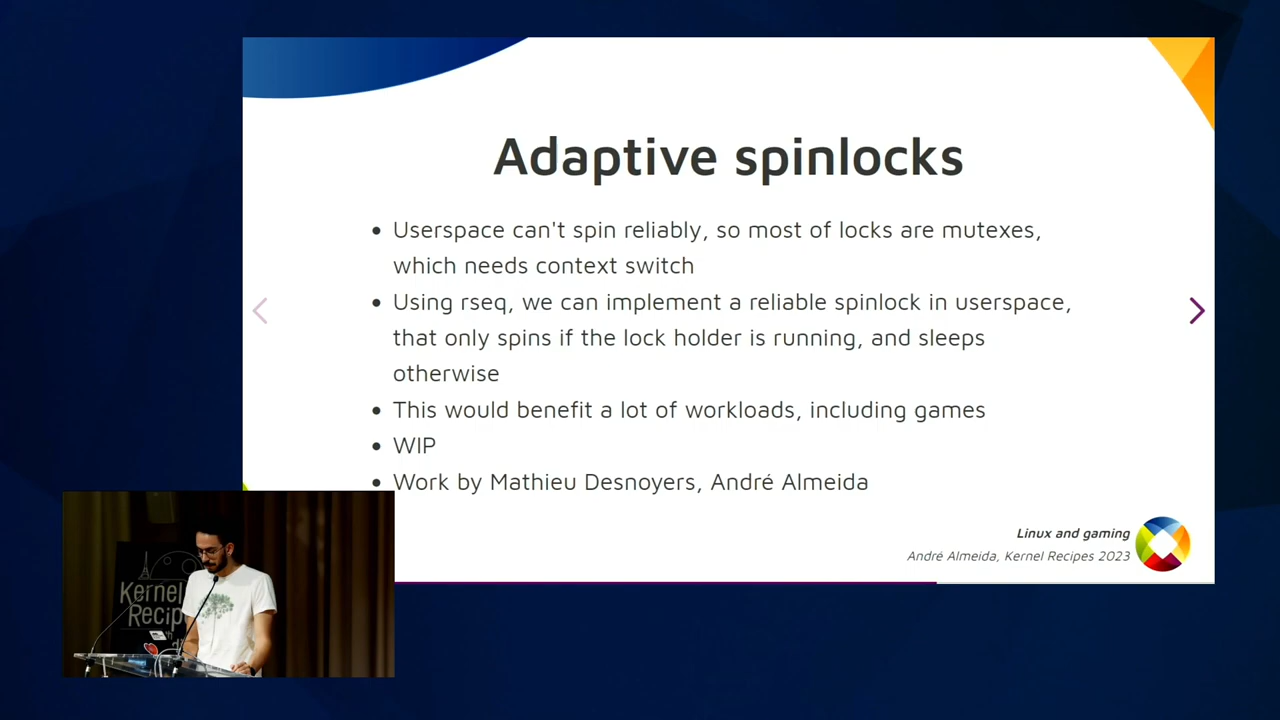 Adaptive spinlocks
Userspace can't spin reliably, so most of locks are mutexes,
which needs context switch
Using rseq, we can implement a reliable spinlock in userspace,
that only spins if the lock holder is running, and sleeps
otherwise
This would benefit a lot of workloads, including games
WIP
Work by Mathieu Desnoyers, André Almeida
Linux and gaming
André Almeida, Kernel Recipes 2023
Kernel